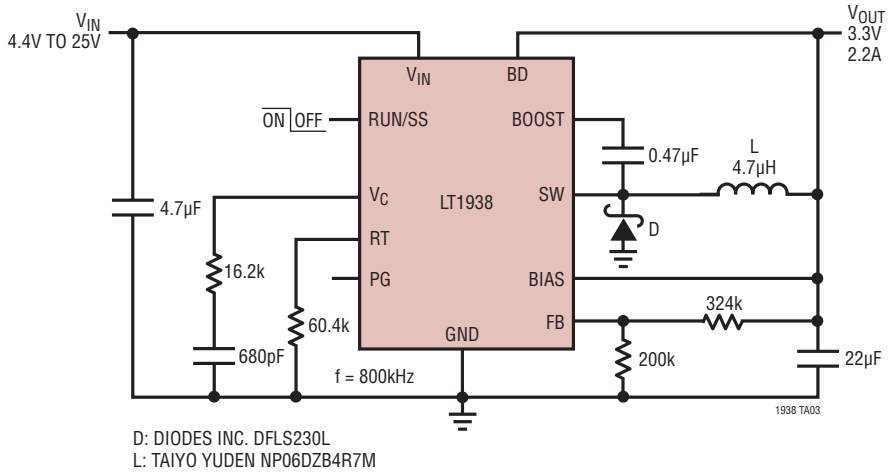 VIN
4.4V TO 25V
VOUT
3.3V
2.2A
VIN
BD
ON OFF
RUN/SS
BOOST
0.47µF
L
4.7µH
4.7µF
VC
LT1938
SW
D
RT
16.2k
PG
BIAS
60.4k
324k
FB
GND
680pF
f = 800kHz
200k
22µF
1938 TA03
D: DIODES INC. DFLS230L
L: TAIYO YUDEN NP06DZB4R7M